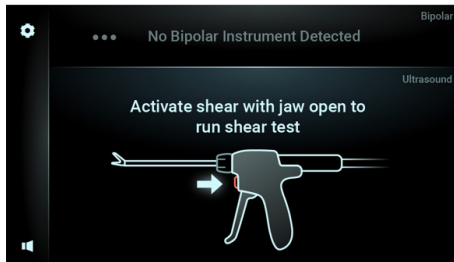 Bipolar
No Bipolar Instrument Detected
Ultrasound
Activate shear with jaw open to
run shear test